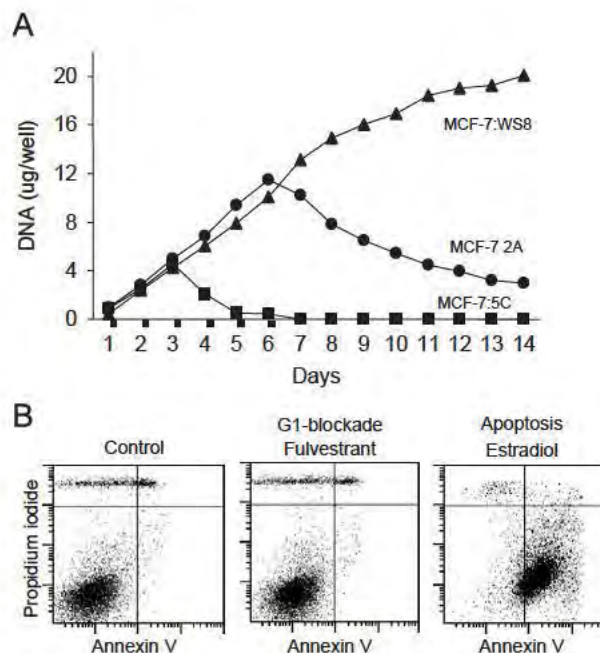 A
DNA (ug/well)
20
16
12
8
4
0
MCF-7:WS8
MCF-7 2A
MCF-7:5C
1 2 3 4 5 6 7 8 9 10 11 12 13 14
Days
B
Control
G1-blockade
Fulvestrant
Apoptosis
Estradiol
Propidium iodide
Annexin V
Annexin V
Annexin V